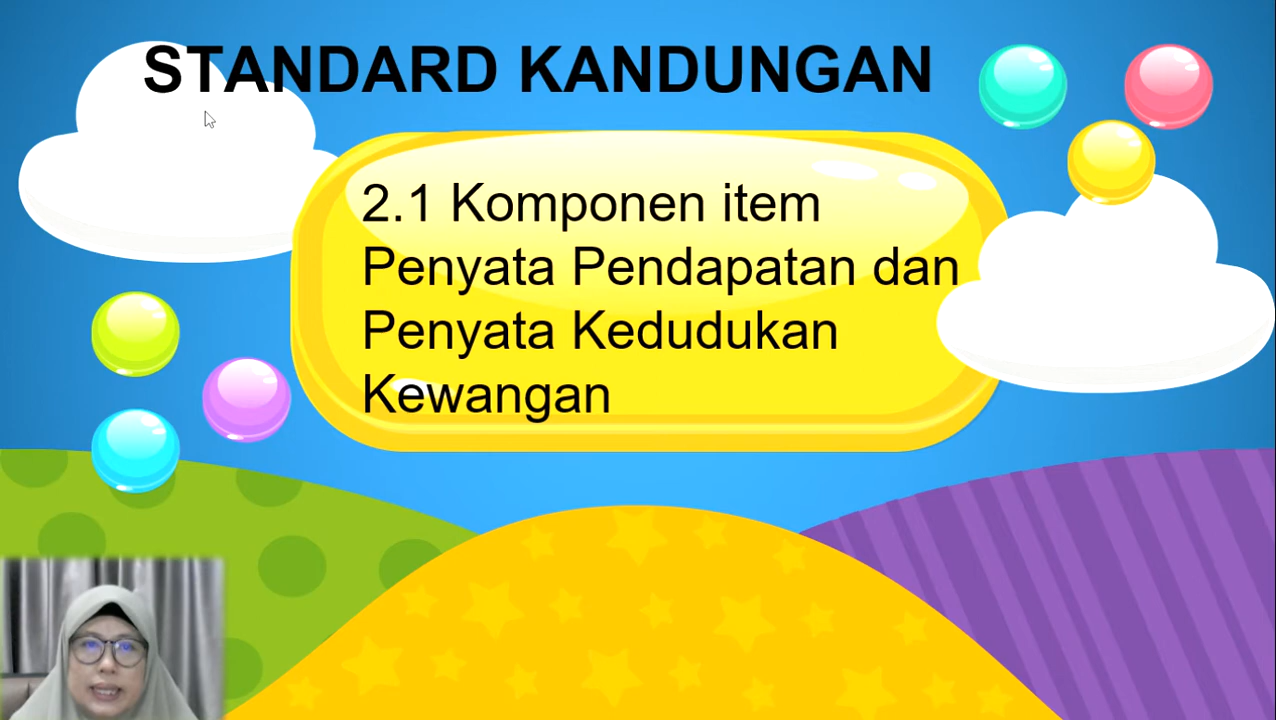 STANDARD KANDUNGAN
2.1 Komponen item
Penyata Pendapatan dan
Penyata Kedudukan
Kewangan